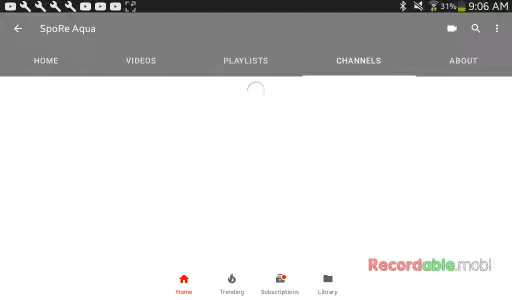 31% 9:06 AM
SpoRe Aqua
HOME VIDEOS PLAYLISTS CHANNELS ABOUT
Recordable.mobi
Home Trending Subscriptions Library